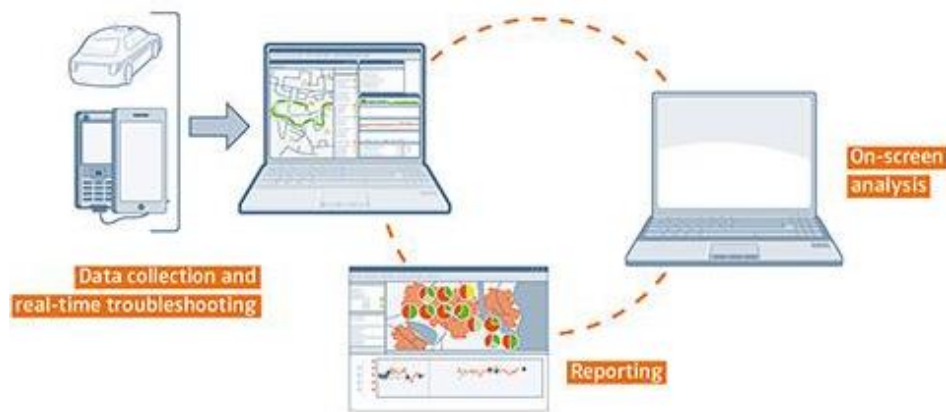 Data collection and
real-time troubleshooting
On-screen
analysis
Reporting